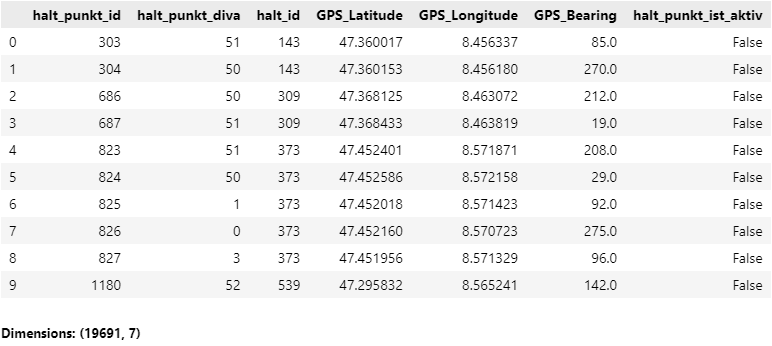 halt_punkt_id halt_punkt_diva halt_id GPS_Latitude GPS_Longitude GPS_Bearing halt_punkt_ist_aktiv
0 303 51 143 47.360017 8.456337 85.0 False
1 304 50 143 47.360153 8.456180 270.0 False
2 686 50 309 47.368125 8.463072 212.0 False
3 687 51 309 47.368433 8.463819 19.0 False
4 823 51 373 47.452401 8.571871 208.0 False
5 824 50 373 47.452586 8.572158 29.0 False
6 825 1 373 47.452018 8.571423 92.0 False
7 826 0 373 47.452160 8.570723 275.0 False
8 827 3 373 47.451956 8.571329 96.0 False
9 1180 52 539 47.295832 8.565241 142.0 False
Dimensions: (19691, 7)